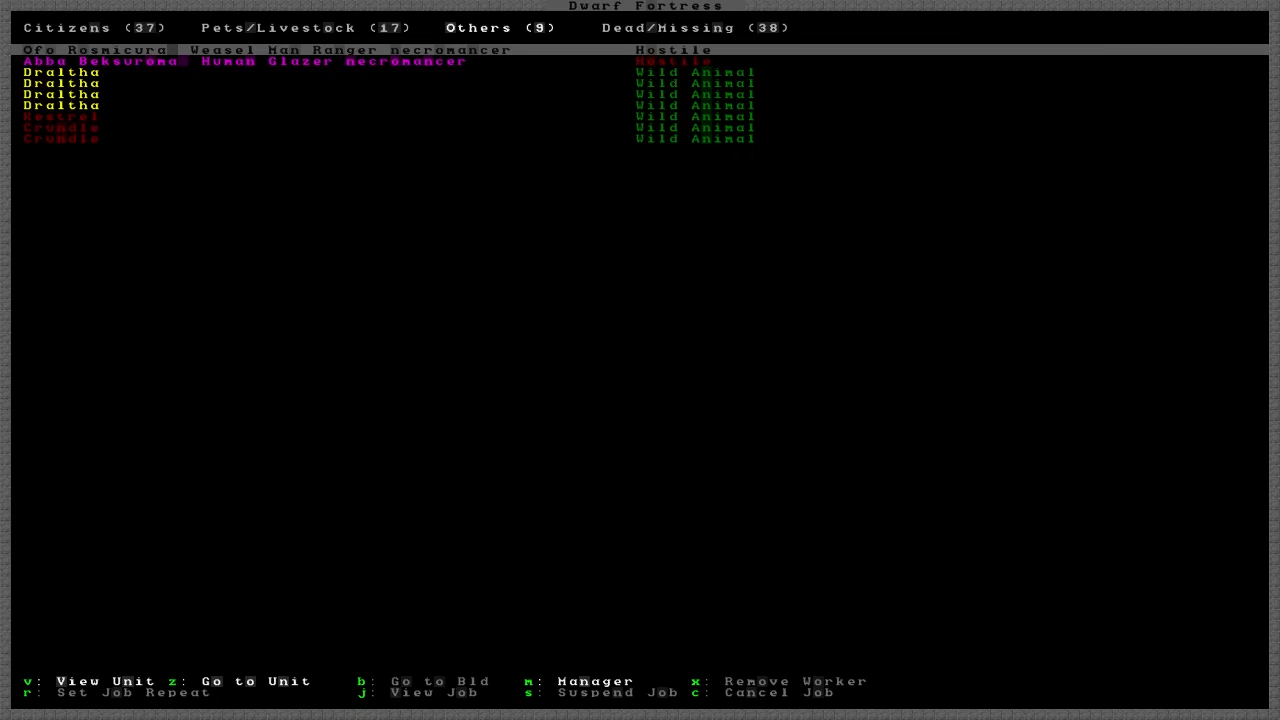 Dwarf Fortress
Citizens (37) Pets/Livestock (17) Others (9) Dead/Missing (38)
Ofo Rosmicura Weasel Man Ranger necromancer Hostile
Abba Beksuroma Human Glazer necromancer Hostile
Draltha Wild Animal
Draltha Wild Animal
Draltha Wild Animal
Draltha Wild Animal
Kestrel Wild Animal
Crundle Wild Animal
Crundle Wild Animal
v: View Unit z: Go to Unit b: Go to Bld m: Manager x: Remove Worker
r: Set Job Repeat j: View Job s: Suspend Job c: Cancel Job